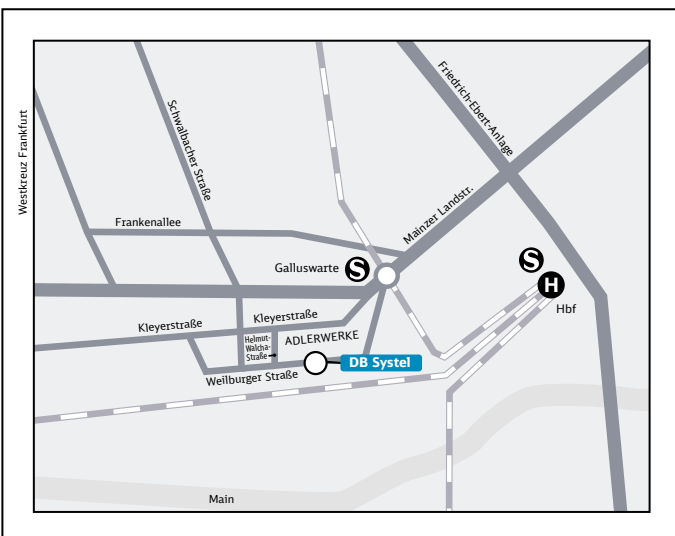 Friedrich-Ebert-Anlage
Schwalbacher Straße
Westkreuz Frankfurt
Mainzer Landstr.
Frankenallee
S
Galluswarte
S
H
Hbf
Kleyerstraße
Kleyerstraße
Helmut-
Walcha-
Straße
ADLERWERKE
DB Systel
Weilburger Straße
Main